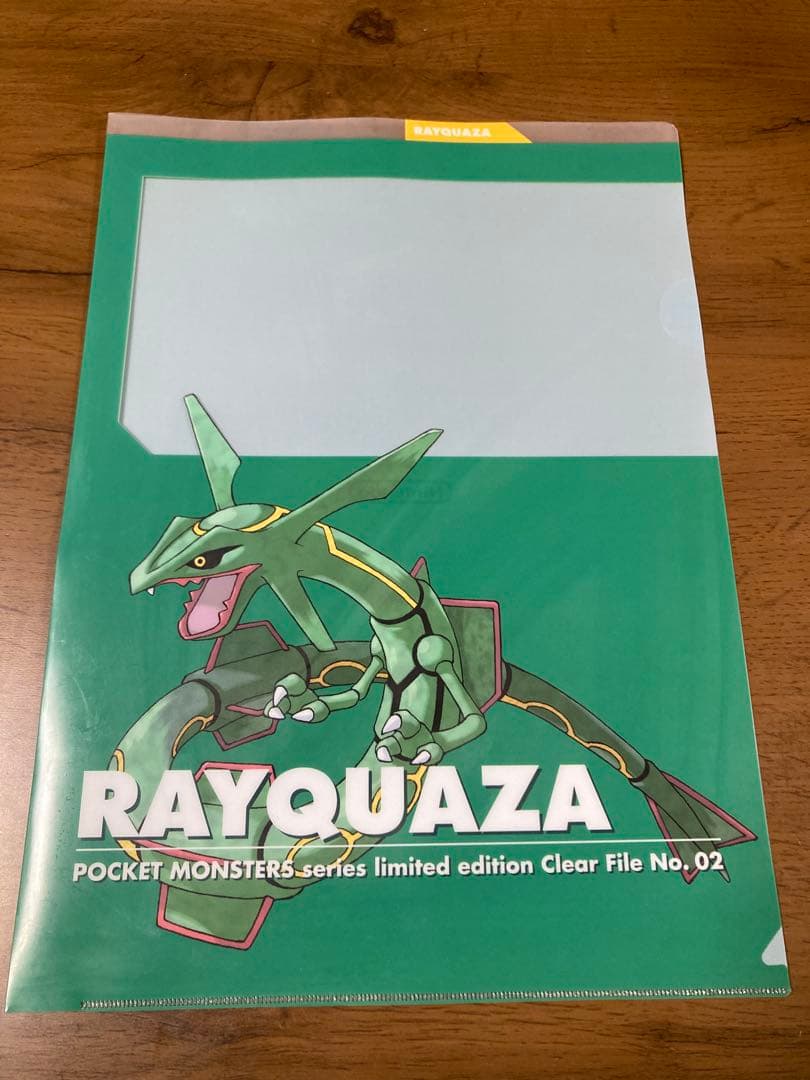 RAYQUAZA
RAYQUAZA
POCKET MONSTERS series limited edition Clear File No. 02